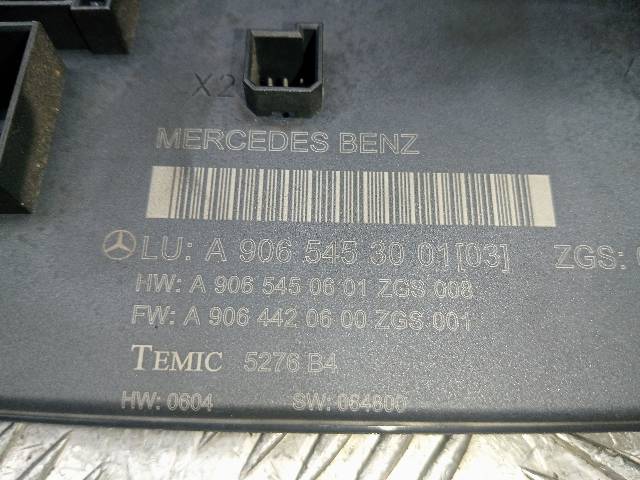 X2
MERCEDES BENZ
LU: A 906 545 30 01[03] ZGS:
HW: A 906 545 06 01 ZGS 008
FW: A 906 442 06 00 ZGS 001
TEMIC 5276 B4
HW: 0604 SW: 064600